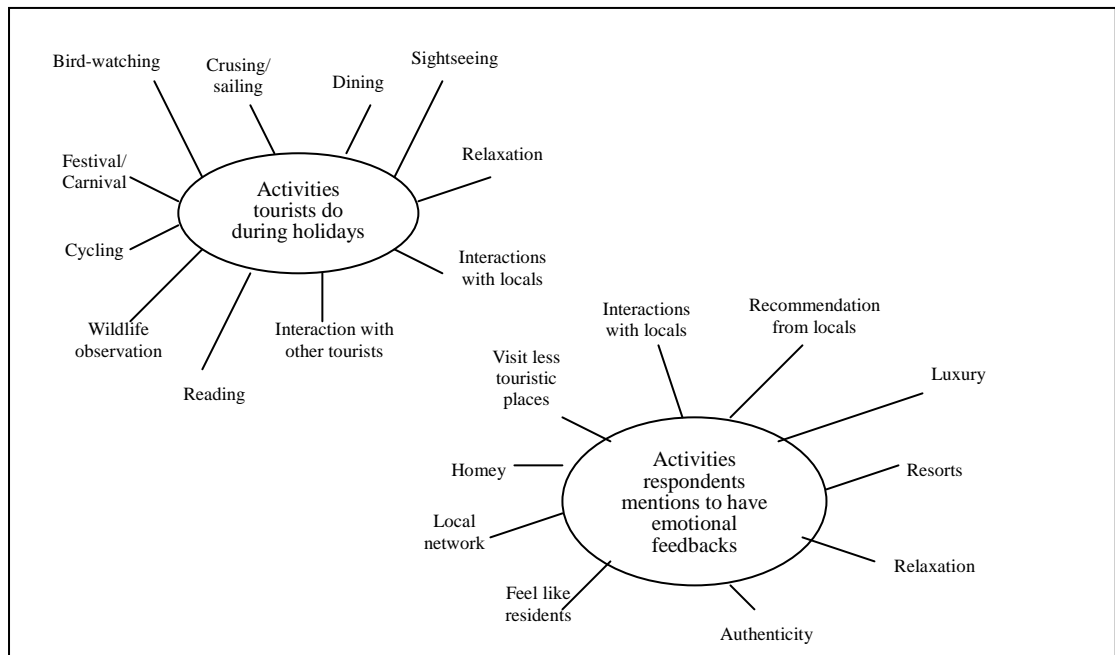 Bird-watching
Crusing/
sailing
Dining
Sightseeing
Festival/
Carnival
Relaxation
Activities
tourists do
during holidays
Cycling
Interactions
with locals
Wildlife
observation
Interaction with
other tourists
Reading
Interactions
with locals
Recommendation
from locals
Visit less
touristic
places
Luxury
Homey
Resorts
Activities
respondents
mentions to have
emotional
feedbacks
Local
network
Relaxation
Feel like
residents
Authenticity